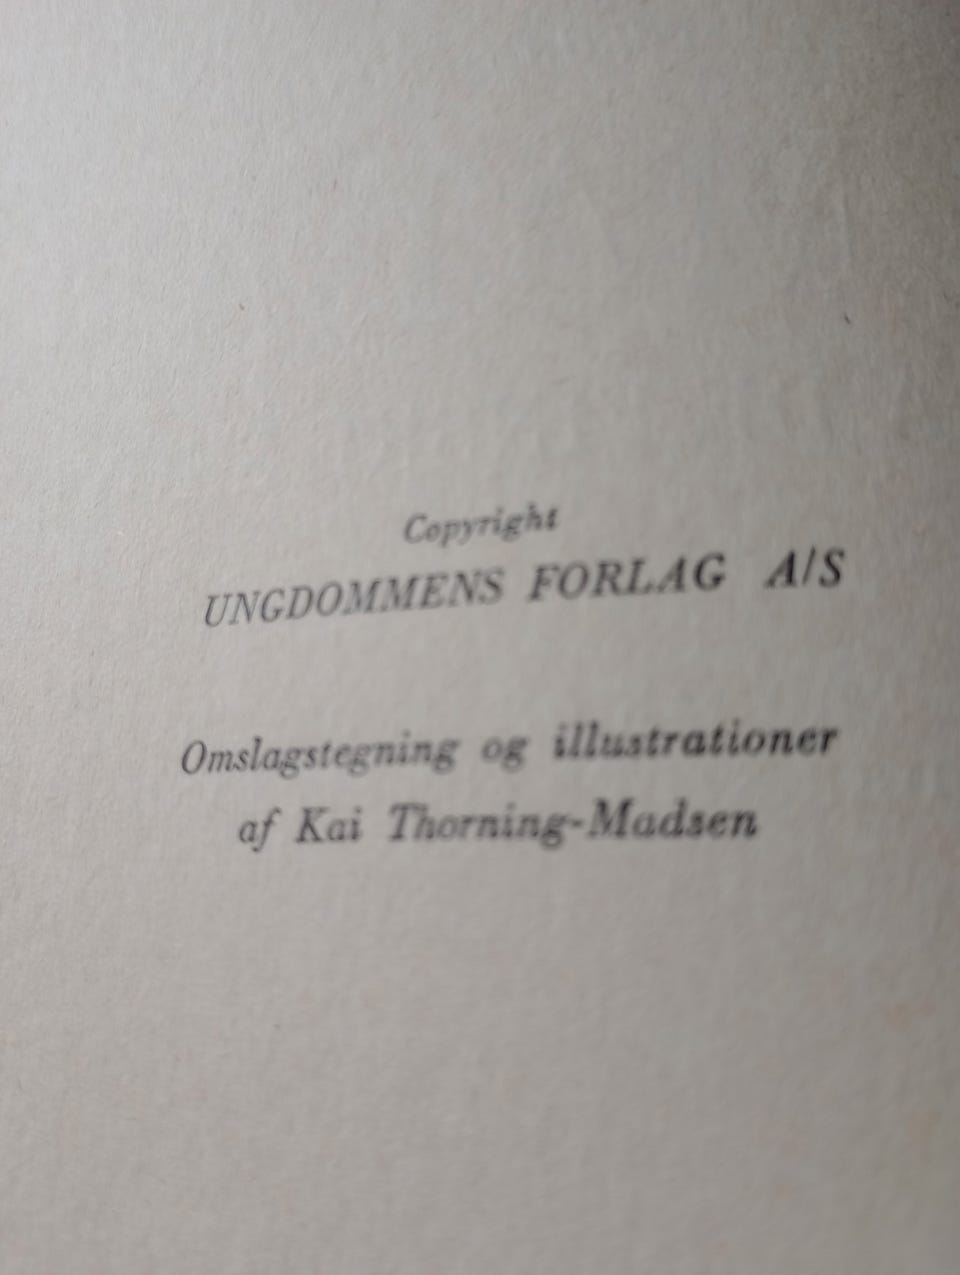 Copyright
UNGDOMMENS FORLAG A/S
Omslagstegning og illustrationer
af Kai Thorning-Madsen